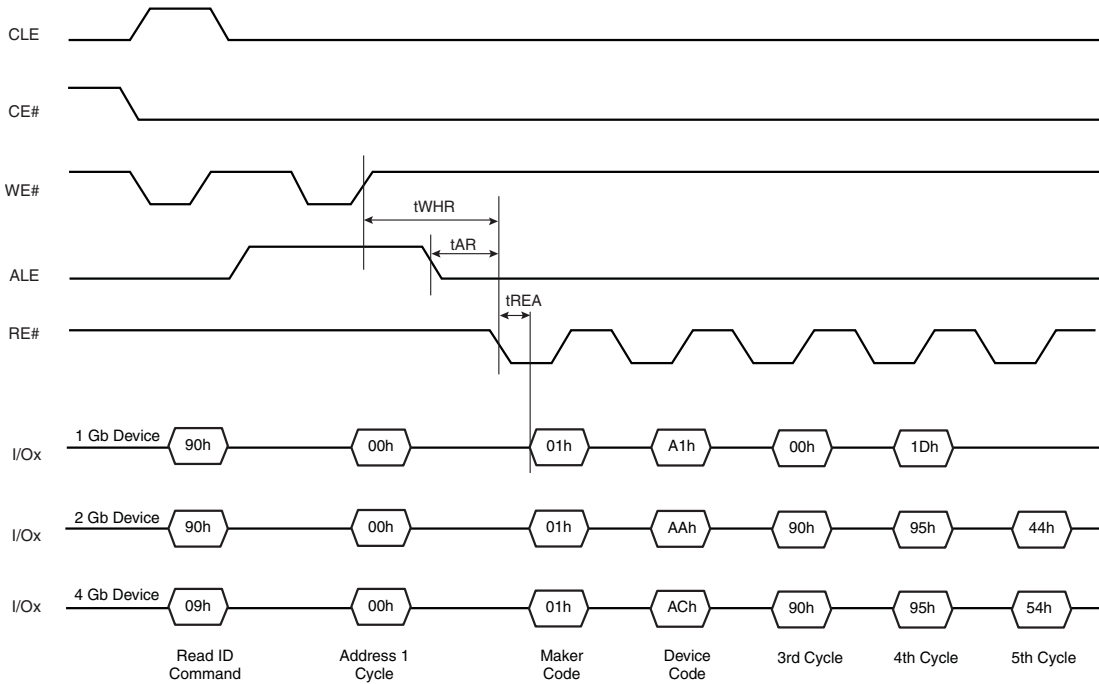 CLE
CE#
WE#
tWHR
tAR
ALE
tREA
RE#
I/Ox 1 Gb Device 90h 00h 01h A1h 00h 1Dh
I/Ox 2 Gb Device 90h 00h 01h AAh 90h 95h 44h
I/Ox 4 Gb Device 09h 00h 01h ACh 90h 95h 54h
Read ID Command
Address 1 Cycle
Maker Code
Device Code
3rd Cycle
4th Cycle
5th Cycle